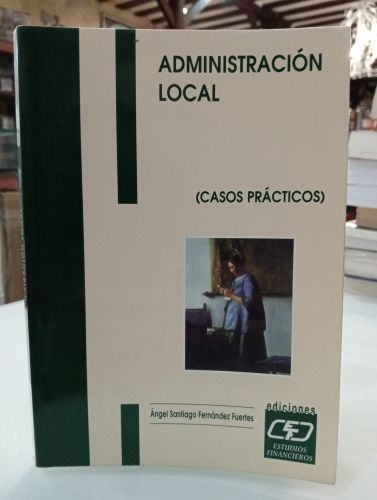 ADMINISTRACIÓN
LOCAL
(CASOS PRÁCTICOS)
Ángel Santiago Fernández Fuertes
ediciones
CEF
ESTUDIOS
FINANCIEROS